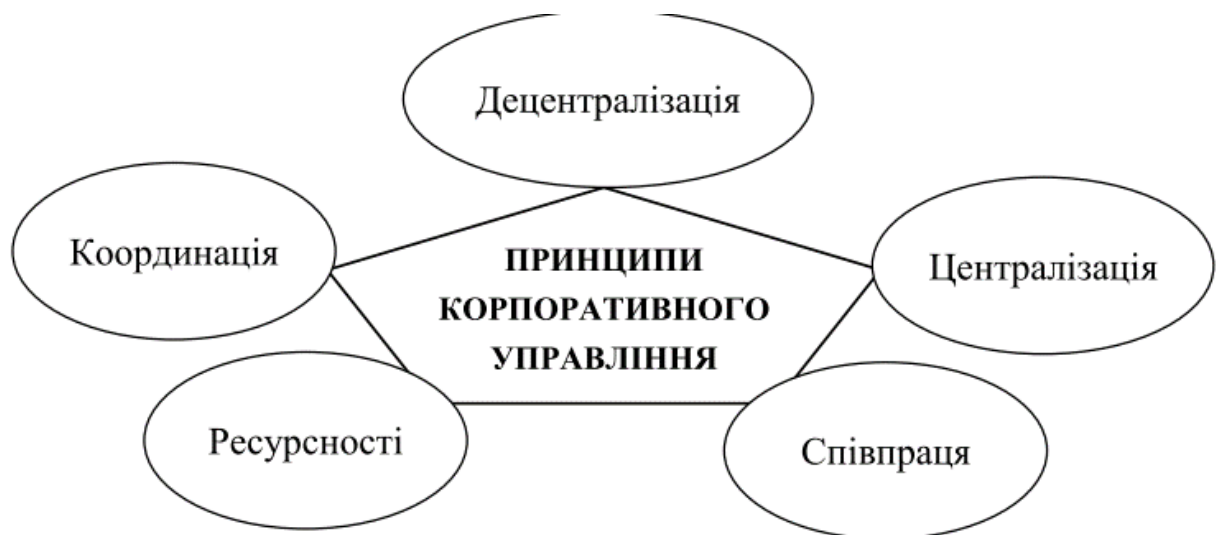 Децентралізація
Координація
ПРИНЦИПИ
КОРПОРАТИВНОГО
УПРАВЛІННЯ
Централізація
Ресурсності
Співпраця